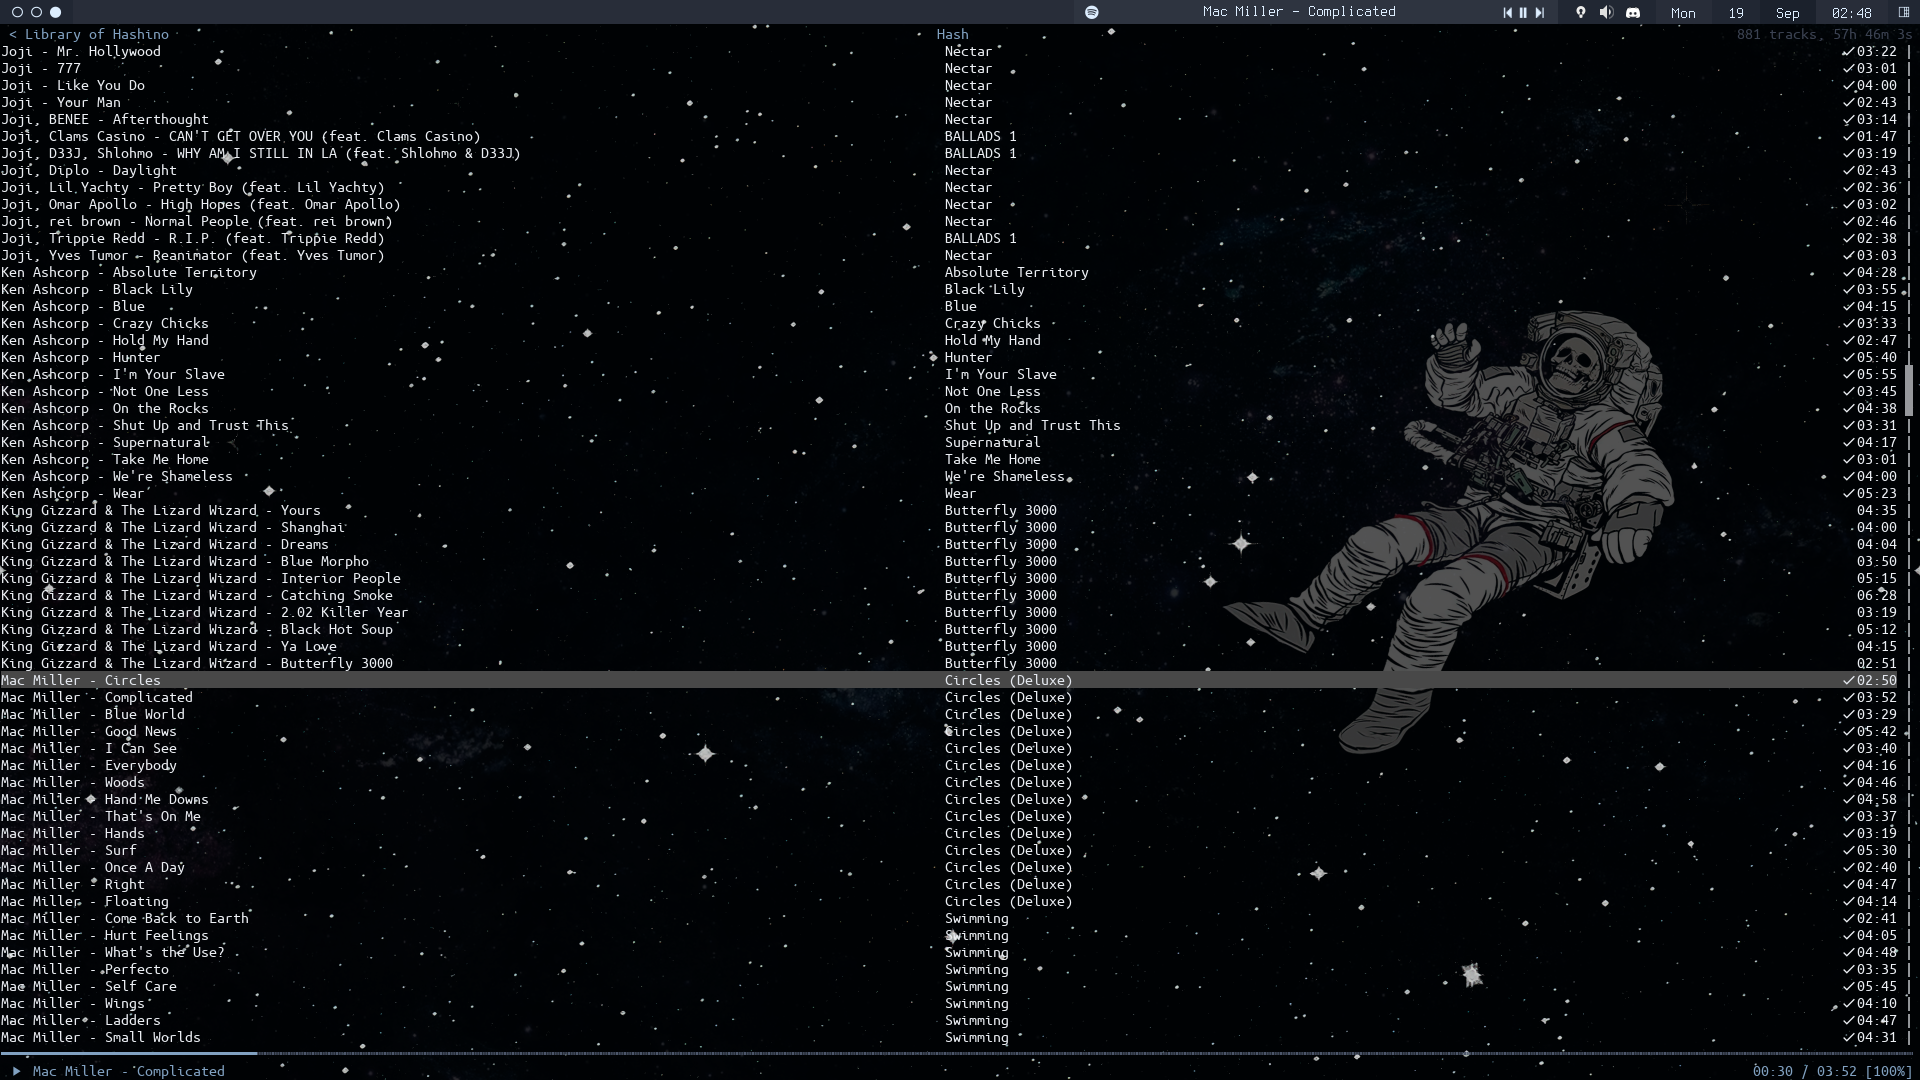 Mac Miller - Complicated Mon 19 Sep 02:48
< Library of Hashino Hash 881 tracks, 57h 46m 3s
Joji - Mr. Hollywood Nectar ✓03:22
Joji - 777 Nectar ✓03:01
Joji - Like You Do Nectar ✓04:00
Joji - Your Man Nectar ✓02:43
Joji, BENEE - Afterthought Nectar ✓03:14
Joji, Clams Casino - CAN'T GET OVER YOU (feat. Clams Casino) BALLADS 1 ✓01:47
Joji, D33J, Shlohmo - WHY AM I STILL IN LA (feat. Shlohmo & D33J) BALLADS 1 ✓03:19
Joji, Diplo - Daylight Nectar ✓02:43
Joji, Lil Yachty - Pretty Boy (feat. Lil Yachty) Nectar ✓02:36
Joji, Omar Apollo - High Hopes (feat. Omar Apollo) Nectar ✓03:02
Joji, rei brown - Normal People (feat. rei brown) Nectar ✓02:46
Joji, Trippie Redd - R.I.P. (feat. Trippie Redd) BALLADS 1 ✓02:38
Joji, Yves Tumor - Reanimator (feat. Yves Tumor) Nectar ✓03:03
Ken Ashcorp - Absolute Territory Absolute Territory ✓04:28
Ken Ashcorp - Black Lily Black Lily ✓03:55
Ken Ashcorp - Blue Blue ✓04:15
Ken Ashcorp - Crazy Chicks Crazy Chicks ✓03:33
Ken Ashcorp - Hold My Hand Hold My Hand ✓02:47
Ken Ashcorp - Hunter Hunter ✓05:40
Ken Ashcorp - I'm Your Slave I'm Your Slave ✓05:55
Ken Ashcorp - Not One Less Not One Less ✓03:45
Ken Ashcorp - On the Rocks On the Rocks ✓04:38
Ken Ashcorp - Shut Up and Trust This Shut Up and Trust This ✓03:31
Ken Ashcorp - Supernatural Supernatural ✓04:17
Ken Ashcorp - Take Me Home Take Me Home ✓03:01
Ken Ashcorp - We're Shameless We're Shameless ✓04:00
Ken Ashcorp - Wear Wear ✓05:23
King Gizzard & The Lizard Wizard - Yours Butterfly 3000 04:35
King Gizzard & The Lizard Wizard - Shanghai Butterfly 3000 04:00
King Gizzard & The Lizard Wizard - Dreams Butterfly 3000 04:04
King Gizzard & The Lizard Wizard - Blue Morpho Butterfly 3000 03:50
King Gizzard & The Lizard Wizard - Interior People Butterfly 3000 05:15
King Gizzard & The Lizard Wizard - Catching Smoke Butterfly 3000 06:28
King Gizzard & The Lizard Wizard - 2.02 Killer Year Butterfly 3000 03:19
King Gizzard & The Lizard Wizard - Black Hot Soup Butterfly 3000 05:12
King Gizzard & The Lizard Wizard - Ya Love Butterfly 3000 04:15
King Gizzard & The Lizard Wizard - Butterfly 3000 Butterfly 3000 02:51
Mac Miller - Circles Circles (Deluxe) ✓02:50
Mac Miller - Complicated Circles (Deluxe) ✓03:52
Mac Miller - Blue World Circles (Deluxe) ✓03:29
Mac Miller - Good News Circles (Deluxe) ✓05:42
Mac Miller - I Can See Circles (Deluxe) ✓03:40
Mac Miller - Everybody Circles (Deluxe) ✓04:16
Mac Miller - Woods Circles (Deluxe) ✓04:46
Mac Miller - Hand Me Downs Circles (Deluxe) ✓04:58
Mac Miller - That's On Me Circles (Deluxe) ✓03:37
Mac Miller - Hands Circles (Deluxe) ✓03:19
Mac Miller - Surf Circles (Deluxe) ✓05:30
Mac Miller - Once A Day Circles (Deluxe) ✓02:40
Mac Miller - Right Circles (Deluxe) ✓04:47
Mac Miller - Floating Circles (Deluxe) ✓04:14
Mac Miller - Come Back to Earth Swimming ✓02:41
Mac Miller - Hurt Feelings Swimming ✓04:05
Mac Miller - What's the Use? Swimming ✓04:48
Mac Miller - Perfecto Swimming ✓03:35
Mac Miller - Self Care Swimming ✓05:45
Mac Miller - Wings Swimming ✓04:10
Mac Miller - Ladders Swimming ✓04:47
Mac Miller - Small Worlds Swimming ✓04:31
Mac Miller - Complicated 00:30 / 03:52 [100%]